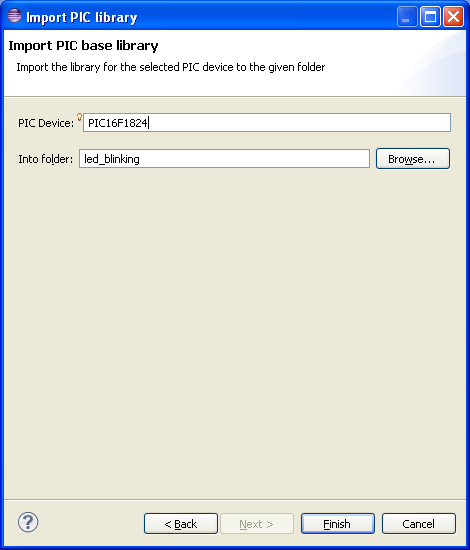 Import PIC library
Import PIC base library
Import the library for the selected PIC device to the given folder
PIC Device: PIC16F1824
Into folder: led_blinking Browse...
? < Back Next > Finish Cancel